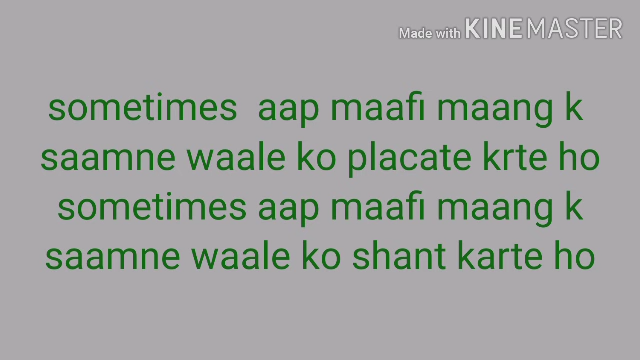 Made with KINEMASTER
sometimes aap maafi maang k
saamne waale ko placate krte ho
sometimes aap maafi maang k
saamne waale ko shant karte ho